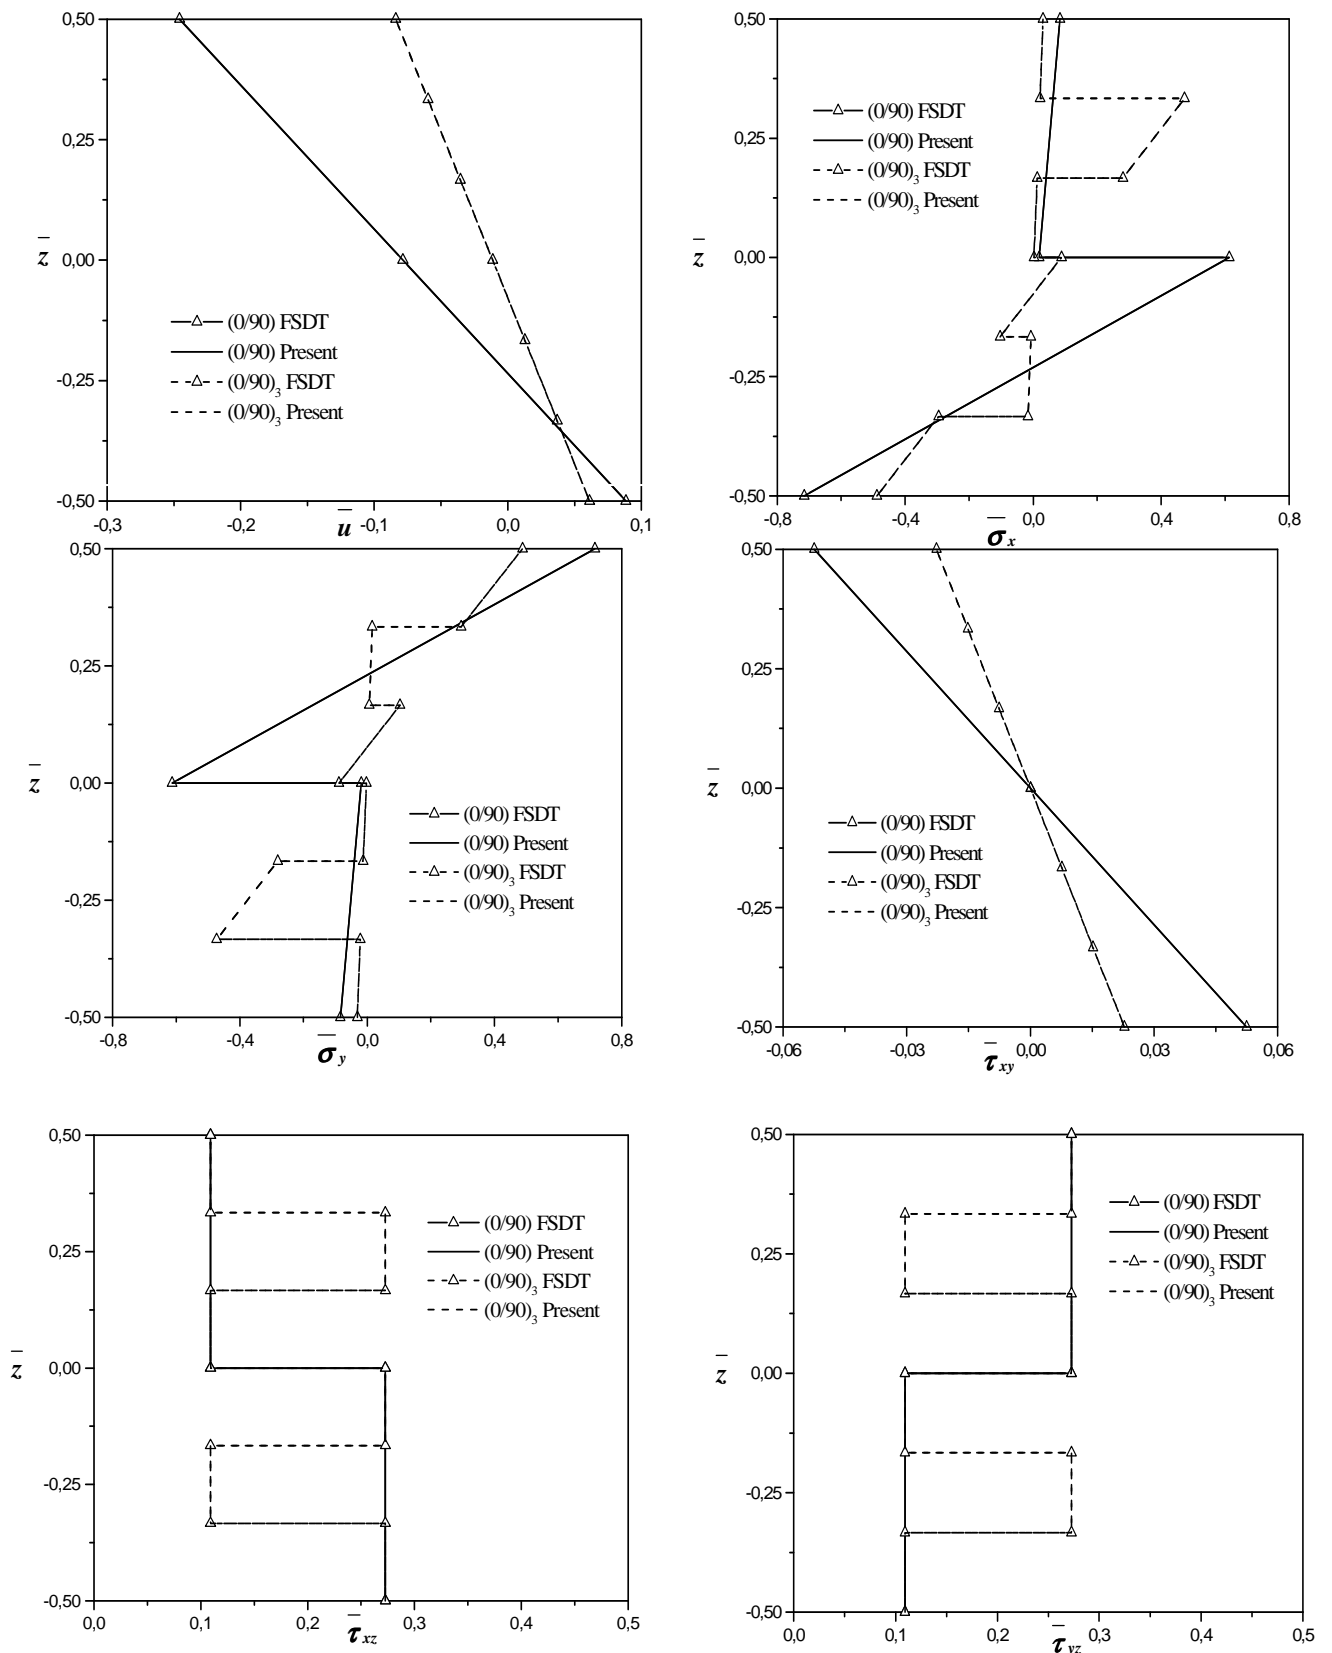 0,50
0,25
z̄ 0,00
-0,25
-0,50
-0,3 -0,2 -0,1 0,0 0,1
ū
(0/90) FSDT
(0/90) Present
(0/90)₃ FSDT
(0/90)₃ Present
0,50
0,25
z̄ 0,00
-0,25
-0,50
-0,8 -0,4 0,0 0,4 0,8
σ̄ x
(0/90) FSDT
(0/90) Present
(0/90)₃ FSDT
(0/90)₃ Present
0,50
0,25
z̄ 0,00
-0,25
-0,50
-0,8 -0,4 0,0 0,4 0,8
σ̄ y
(0/90) FSDT
(0/90) Present
(0/90)₃ FSDT
(0/90)₃ Present
0,50
0,25
z̄ 0,00
-0,25
-0,50
-0,06 -0,03 0,00 0,03 0,06
τ̄ xy
(0/90) FSDT
(0/90) Present
(0/90)₃ FSDT
(0/90)₃ Present
0,50
0,25
z̄ 0,00
-0,25
-0,50
0,0 0,1 0,2 0,3 0,4 0,5
τ̄ xz
(0/90) FSDT
(0/90) Present
(0/90)₃ FSDT
(0/90)₃ Present
0,50
0,25
z̄ 0,00
-0,25
-0,50
0,0 0,1 0,2 0,3 0,4 0,5
τ̄ yz
(0/90) FSDT
(0/90) Present
(0/90)₃ FSDT
(0/90)₃ Present